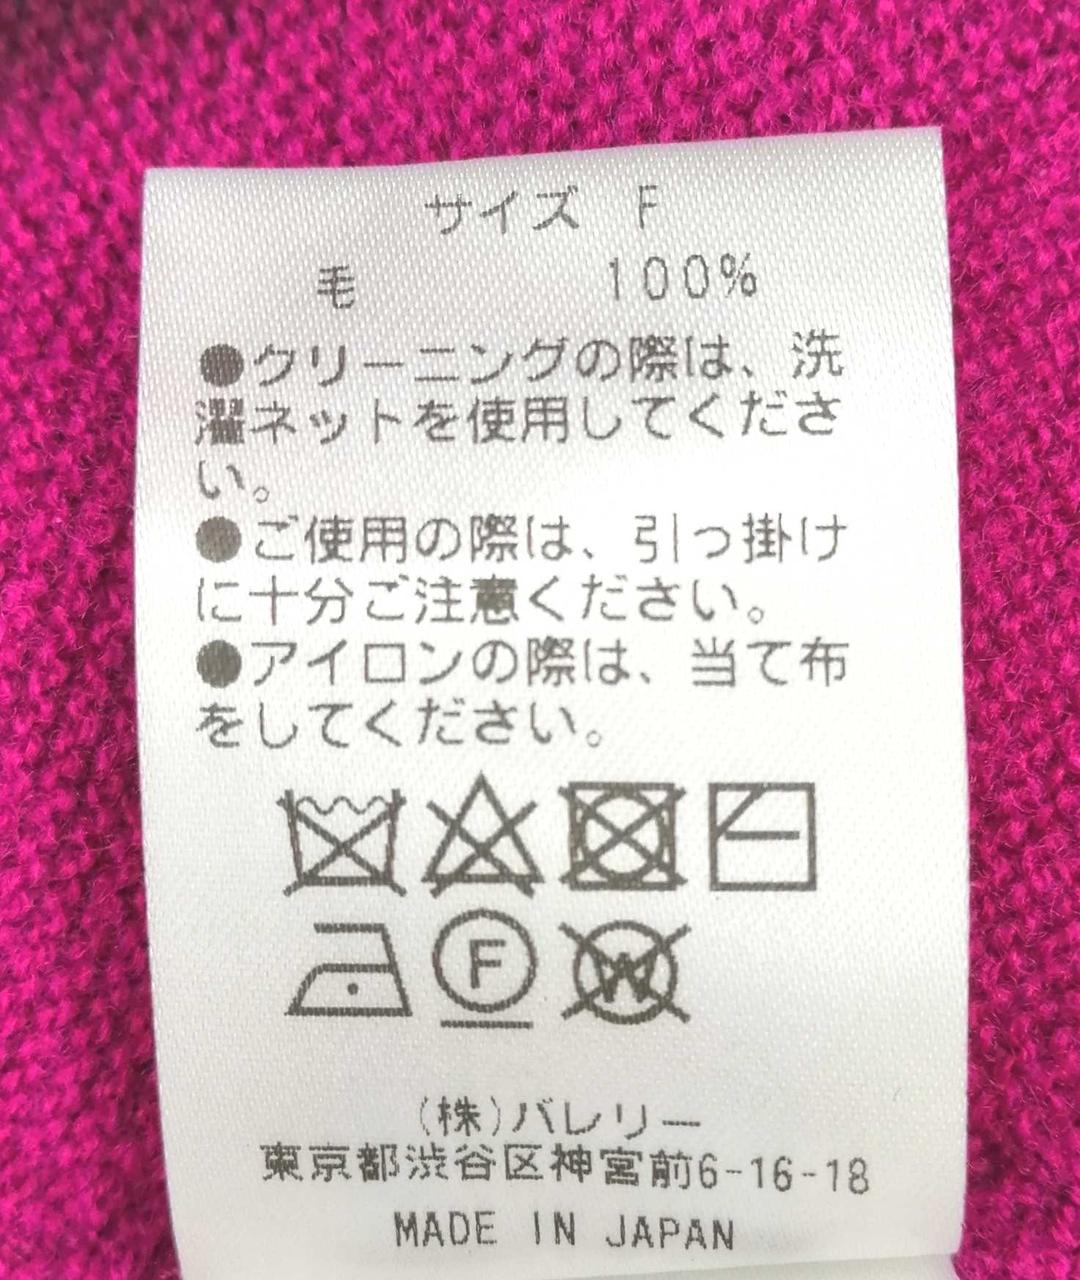 サイズ F
毛 100%
●クリーニングの際は、洗
濯ネットを使用してくださ
い。
●ご使用の際は、引っ掛け
に十分ご注意ください。
●アイロンの際は、当て布
をしてください。
F
W
(株)バレリー
東京都渋谷区神宮前6-16-18
MADE IN JAPAN